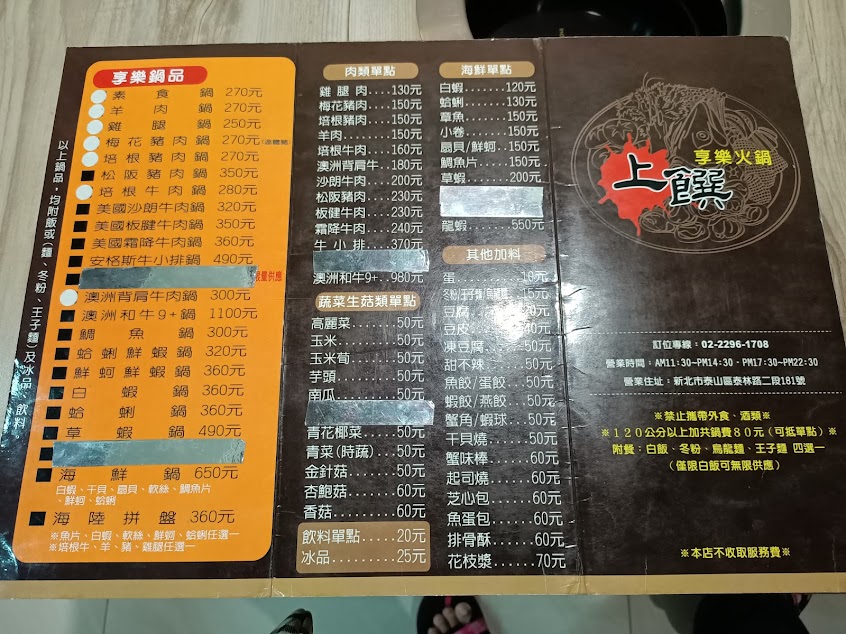 享樂鍋品
素食鍋 270元
羊肉鍋 270元
雞腿鍋 250元
梅花豬肉鍋 270元
培根豬肉鍋 270元
松阪豬肉鍋 350元
培根牛肉鍋 280元
美國沙朗牛肉鍋 320元
美國板腱牛肉鍋 350元
美國霜降牛肉鍋 360元
安格斯牛小排鍋 490元
限量供應
澳洲背肩牛肉鍋 300元
澳洲和牛9+鍋 1100元
鯛魚鍋 300元
蛤蜊鮮蝦鍋 320元
鮮蚵鮮蝦鍋 360元
白蝦鍋 360元
蛤蜊鍋 360元
草蝦鍋 490元
海鮮鍋 650元
白蝦、干貝、扇貝、軟絲、鯛魚片
、鮮蚵、蛤蜊
海陸拼盤 360元
※魚片、白蝦、軟絲、鮮蚵、蛤蜊任選一
※培根牛、羊、豬、雞腿任選一
以上鍋品，均附飯或(麵、冬粉、王子麵)及冰品、飲料
肉類單點
雞腿肉....130元
梅花豬肉....150元
培根豬肉....150元
羊肉.......150元
培根牛肉....160元
澳洲背肩牛.180元
沙朗牛肉....200元
松阪豬肉....230元
板腱牛肉....230元
霜降牛肉....240元
牛小排....370元
澳洲和牛9+..980元
蔬菜生菇類單點
高麗菜.......50元
玉米.........50元
玉米筍.......50元
芋頭.........50元
南瓜.........50元
青花椰菜.....50元
青菜(時蔬)...50元
金針菇.......60元
杏鮑菇.......60元
香菇.........60元
飲料單點.....20元
冰品.........25元
海鮮單點
白蝦.......120元
蛤蜊.......130元
章魚.......150元
小卷.......150元
扇貝/鮮蚵...150元
鯛魚片.....150元
草蝦.......200元
龍蝦.......550元
其他加料
蛋.........10元
冬粉/王子麵/烏龍麵..15元
豆腐.......20元
豆皮.......40元
凍豆腐.....50元
甜不辣.....50元
魚餃/蛋餃...50元
蝦餃/燕餃...50元
蟹角/蝦球...50元
干貝燒......60元
蟹味棒......60元
起司燒......60元
芝心包......60元
魚蛋包......60元
排骨酥......60元
花枝漿......70元
享樂火鍋
上饌
訂位專線：02-2296-1708
營業時間：AM11:30~PM14:30．PM17:30~PM22:30
營業住址：新北市泰山區泰林路二段181號
※禁止攜帶外食、酒類※
※120公分以上加共鍋費80元（可抵單點）※
附餐：白飯、冬粉、烏龍麵、王子麵 四選一
（僅限白飯可無限供應）
※本店不收取服務費※